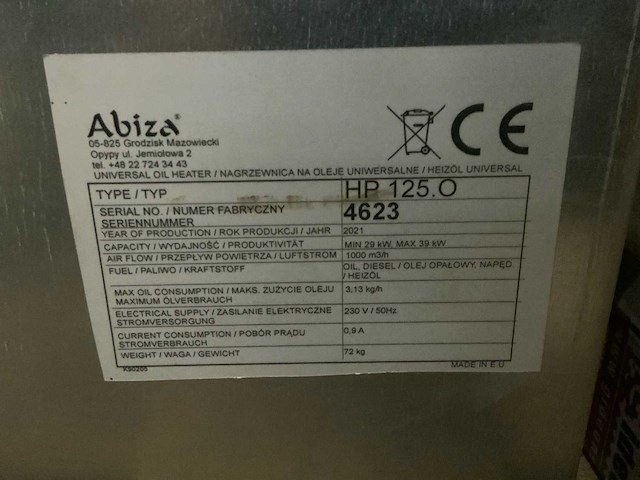 Abiza®
05-825 Grodzisk Mazowiecki
Opypy ul. Jemiołowa 2
tel. +48 22 724 34 43
CE
UNIVERSAL OIL HEATER / NAGRZEWNICA NA OLEJE UNIWERSALNE / HEIZÖL UNIVERSAL
TYPE / TYP HP 125.O
SERIAL NO. / NUMER FABRYCZNY 4623
SERIENNUMMER
YEAR OF PRODUCTION / ROK PRODUKCJI / JAHR 2021
CAPACITY / WYDAJNOŚĆ / PRODUKTIVITÄT MIN 29 kW, MAX 39 kW
AIR FLOW / PRZEPŁYW POWIETRZA / LUFTSTROM 1000 m3/h
FUEL / PALIWO / KRAFTSTOFF OIL, DIESEL / OLEJ OPAŁOWY, NAPĘD.
/ HEIZÖL
MAX OIL CONSUMPTION / MAKS. ZUŻYCIE OLEJU 3,13 kg/h
MAXIMUM ÖLVERBRAUCH
ELECTRICAL SUPPLY / ZASILANIE ELEKTRYCZNE 230 V / 50Hz
STROMVERSORGUNG
CURRENT CONSUMPTION / POBÓR PRĄDU 0,9 A
STROMVERBRAUCH
WEIGHT / WAGA / GEWICHT 72 kg
K90205 MADE IN E.U.